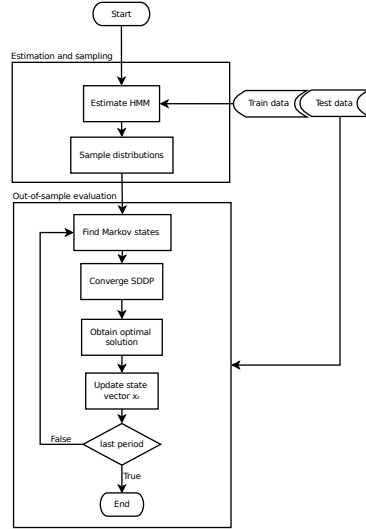 Start
Estimation and sampling
Estimate HMM
Train data
Test data
Sample distributions
Out-of-sample evaluation
Find Markov states
Converge SDDP
Obtain optimal
solution
Update state
vector xₜ
False
last period
True
End